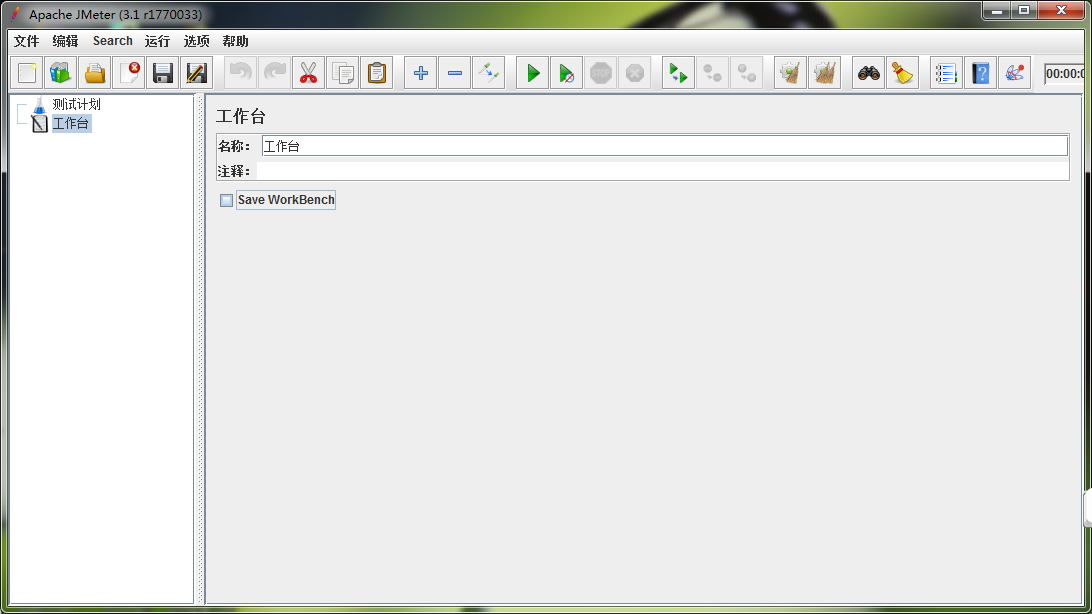 Apache JMeter (3.1 r1770033)
文件 编辑 Search 运行 选项 帮助
STOP
00:00:0
测试计划
工作台
工作台
名称： 工作台
注释：
Save WorkBench